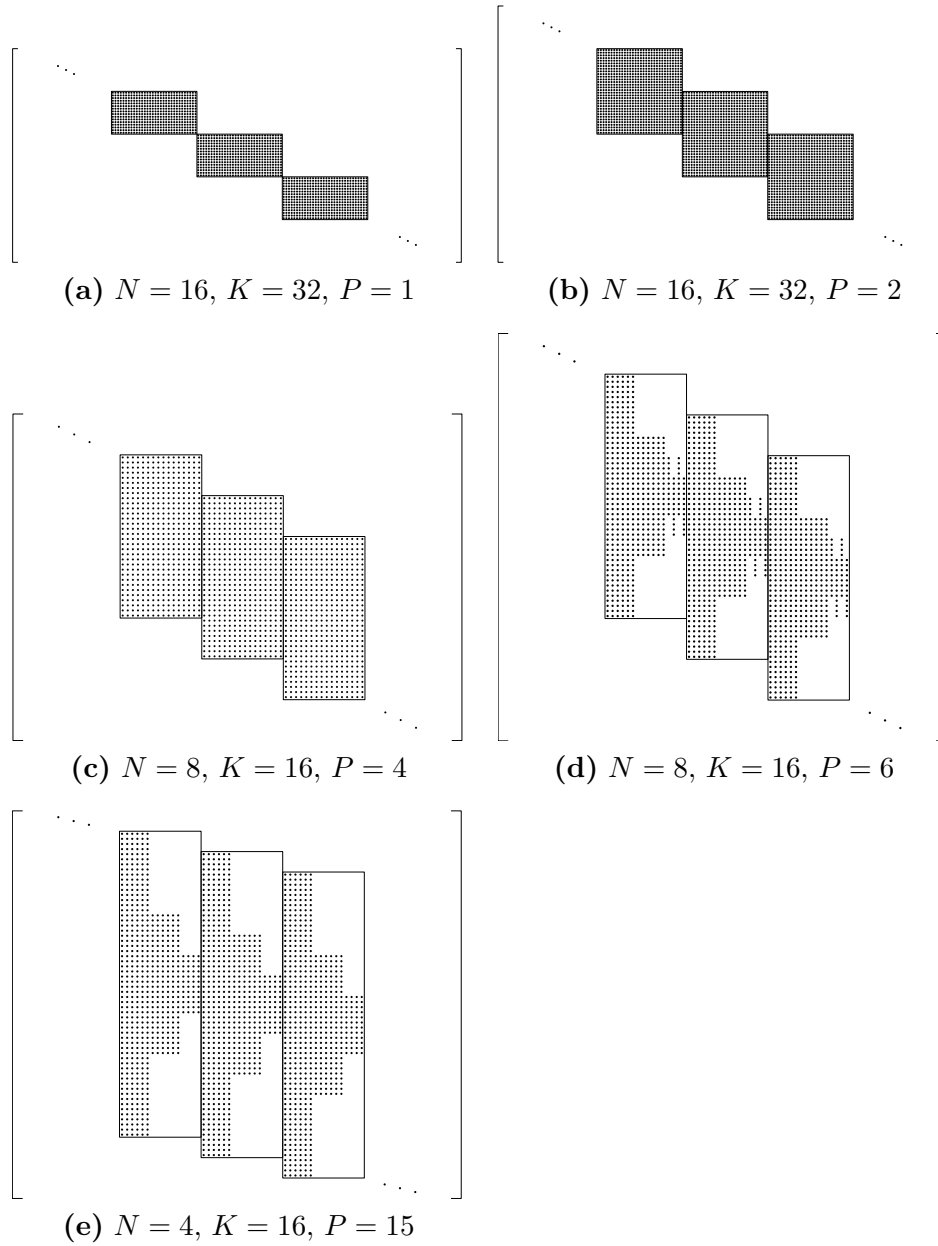 (a) N = 16, K = 32, P = 1
(b) N = 16, K = 32, P = 2
(c) N = 8, K = 16, P = 4
(d) N = 8, K = 16, P = 6
(e) N = 4, K = 16, P = 15